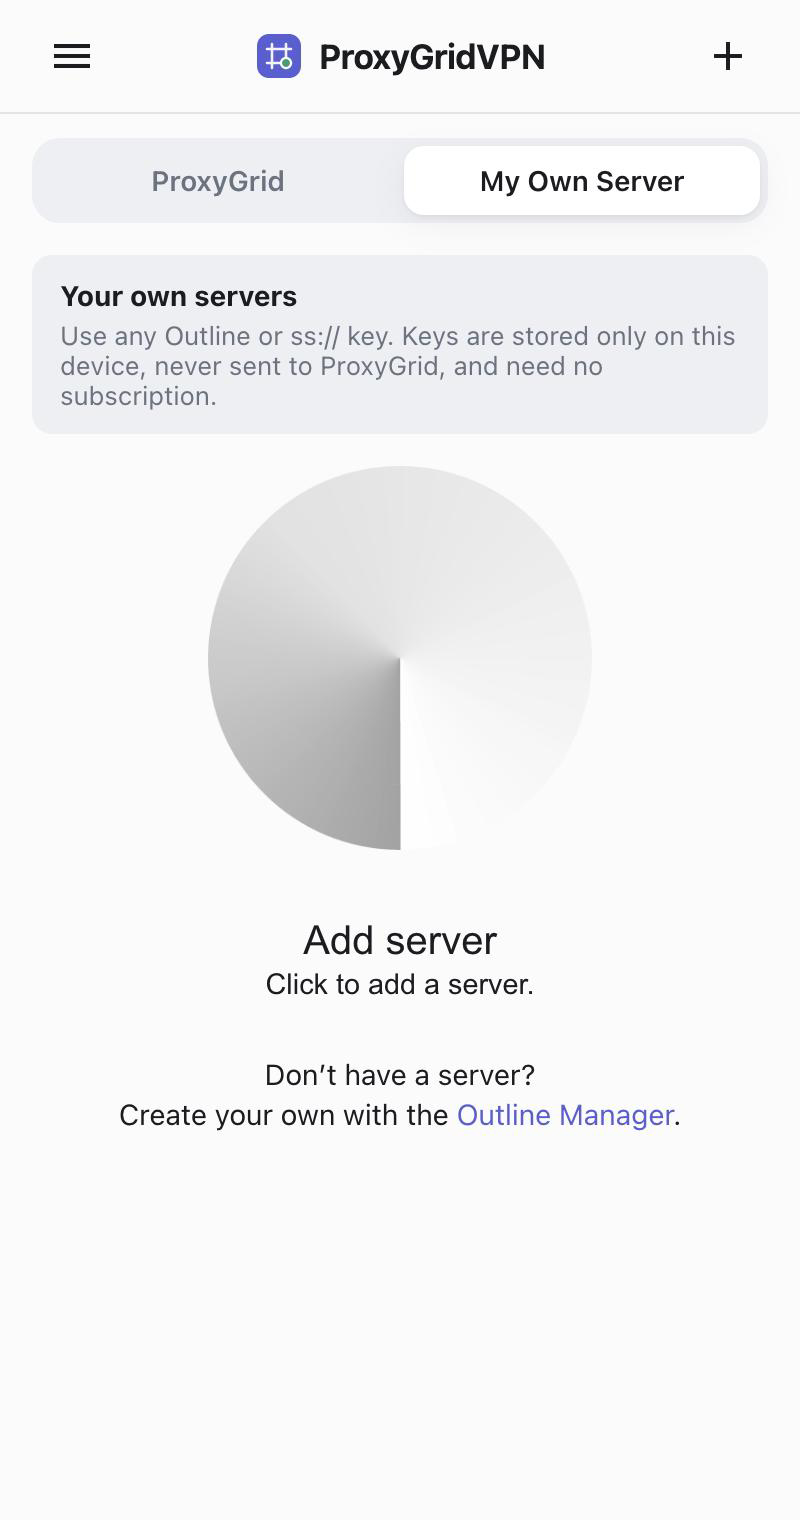 ProxyGridVPN
ProxyGrid
My Own Server
Your own servers
Use any Outline or ss:// key. Keys are stored only on this
device, never sent to ProxyGrid, and need no
subscription.
Add server
Click to add a server.
Don’t have a server?
Create your own with the Outline Manager.